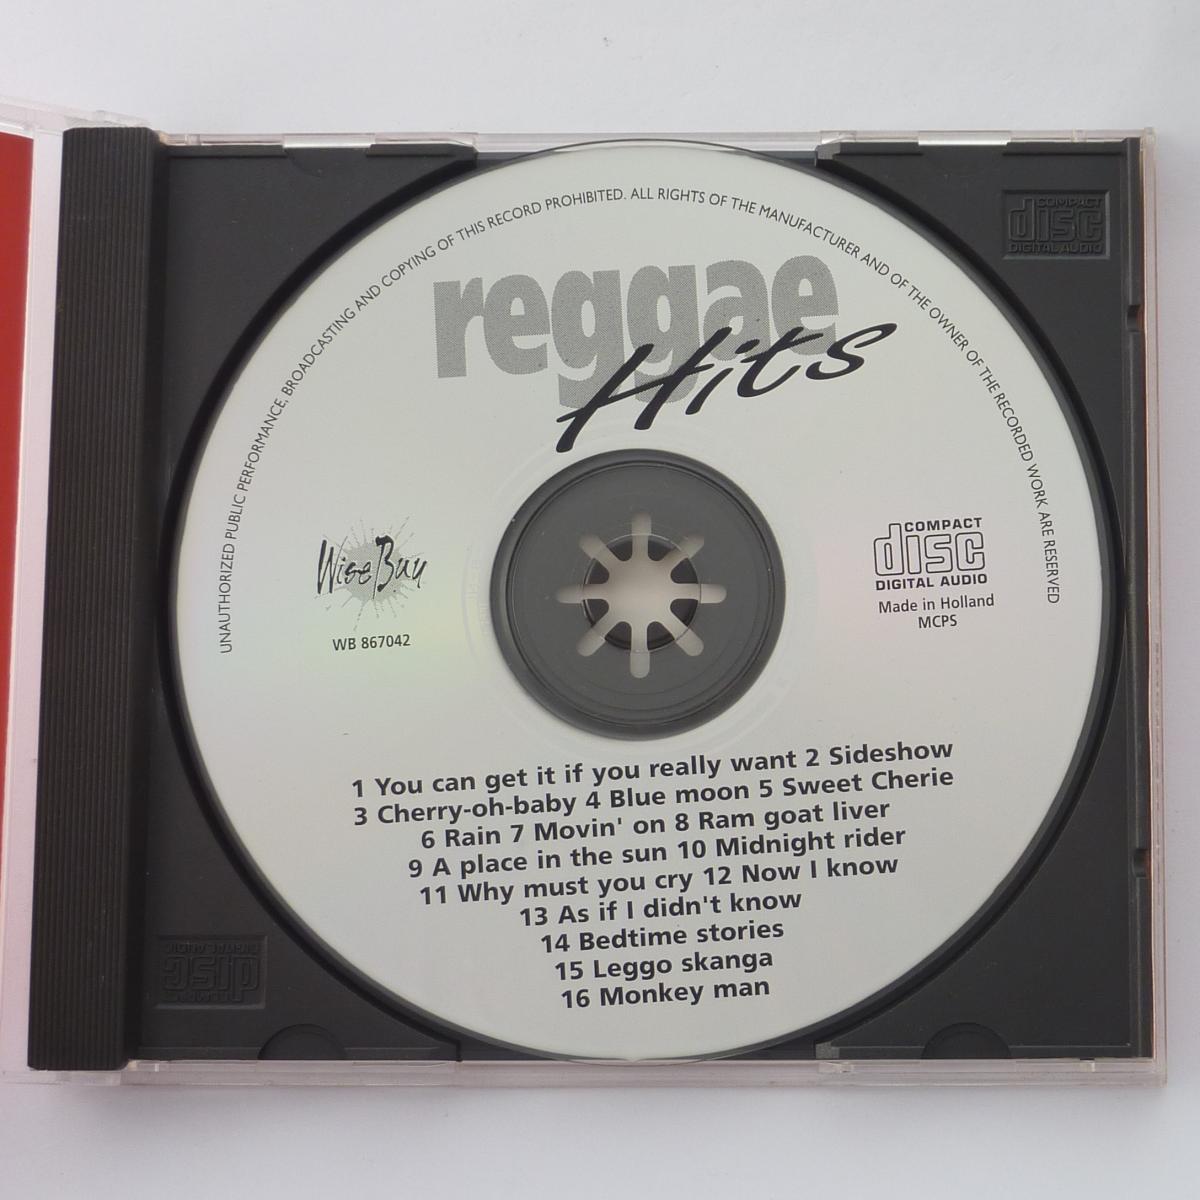 UNAUTHORIZED PUBLIC PERFORMANCE, BROADCASTING AND COPYING OF THIS RECORD PROHIBITED. ALL RIGHTS OF THE MANUFACTURER AND OF THE OWNER OF THE RECORDED WORK ARE RESERVED
reggae
Hits
COMPACT
disc
DIGITAL AUDIO
Wise Buy
WB 867042
COMPACT
disc
DIGITAL AUDIO
Made in Holland
MCPS
1 You can get it if you really want 2 Sideshow
3 Cherry-oh-baby 4 Blue moon 5 Sweet Cherie
6 Rain 7 Movin' on 8 Ram goat liver
9 A place in the sun 10 Midnight rider
11 Why must you cry 12 Now I know
13 As if I didn't know
14 Bedtime stories
15 Leggo skanga
16 Monkey man
COMPACT
disc
DIGITAL AUDIO